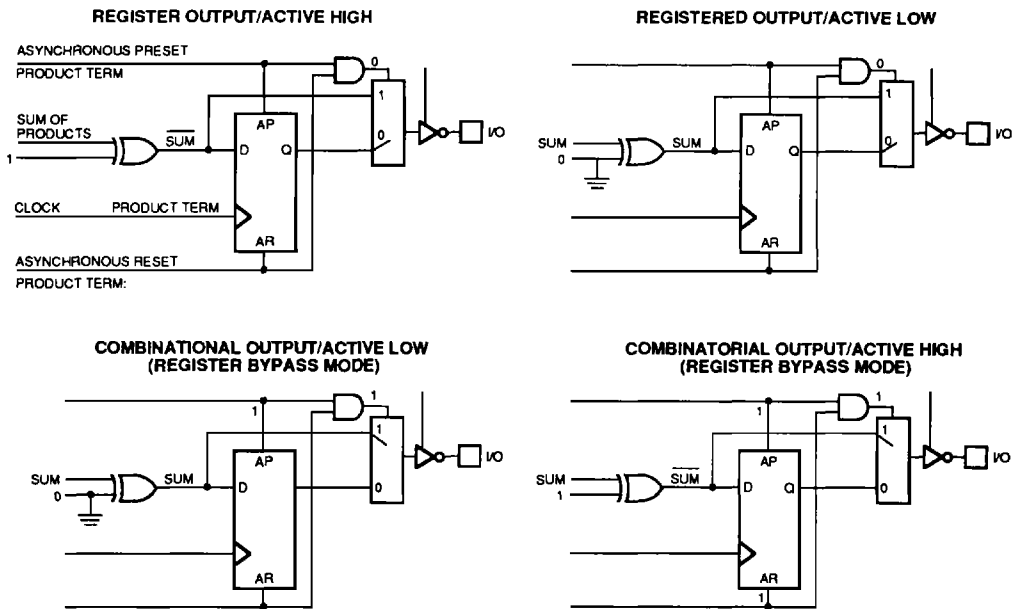 REGISTER OUTPUT/ACTIVE HIGH
ASYNCHRONOUS PRESET
PRODUCT TERM
0
1
SUM OF
PRODUCTS
1
SUM
AP
D
Q
0
I/O
CLOCK
PRODUCT TERM
AR
ASYNCHRONOUS RESET
PRODUCT TERM:
REGISTERED OUTPUT/ACTIVE LOW
0
1
AP
SUM
0
SUM
D
Q
0
I/O
AR
COMBINATIONAL OUTPUT/ACTIVE LOW
(REGISTER BYPASS MODE)
1
1
1
AP
SUM
0
SUM
D
0
I/O
AR
COMBINATORIAL OUTPUT/ACTIVE HIGH
(REGISTER BYPASS MODE)
1
1
1
AP
SUM
1
SUM
D
Q
0
I/O
AR
1